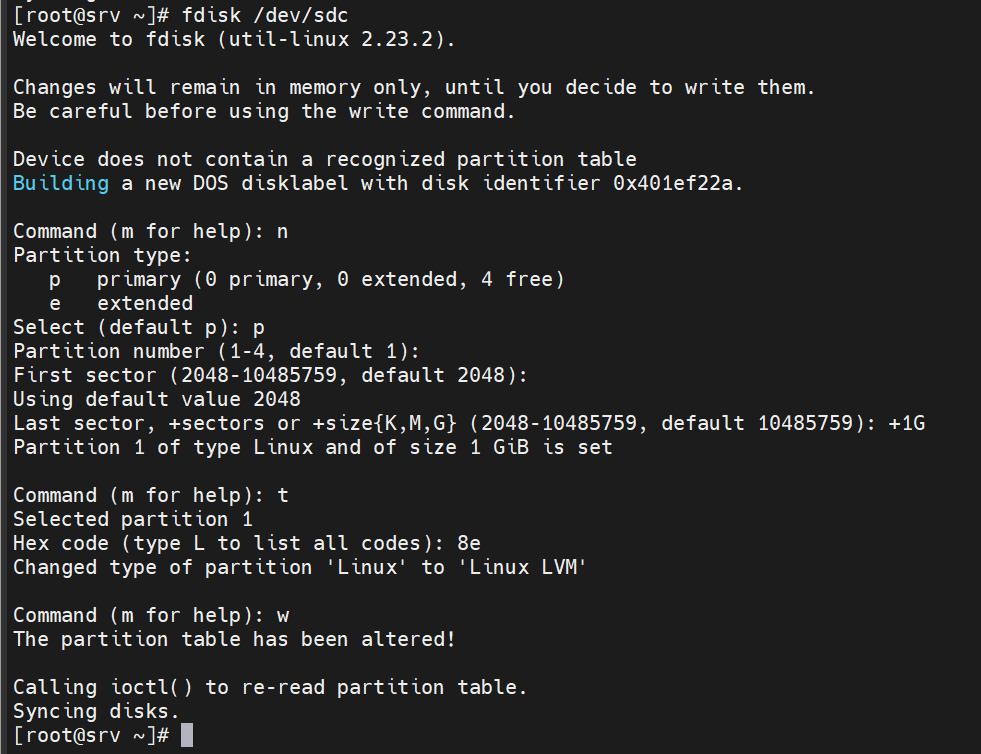 [root@srv ~]# fdisk /dev/sdc
Welcome to fdisk (util-linux 2.23.2).

Changes will remain in memory only, until you decide to write them.
Be careful before using the write command.

Device does not contain a recognized partition table
Building a new DOS disklabel with disk identifier 0x401ef22a.

Command (m for help): n
Partition type:
   p   primary (0 primary, 0 extended, 4 free)
   e   extended
Select (default p): p
Partition number (1-4, default 1):
First sector (2048-10485759, default 2048):
Using default value 2048
Last sector, +sectors or +size{K,M,G} (2048-10485759, default 10485759): +1G
Partition 1 of type Linux and of size 1 GiB is set

Command (m for help): t
Selected partition 1
Hex code (type L to list all codes): 8e
Changed type of partition 'Linux' to 'Linux LVM'

Command (m for help): w
The partition table has been altered!

Calling ioctl() to re-read partition table.
Syncing disks.
[root@srv ~]#